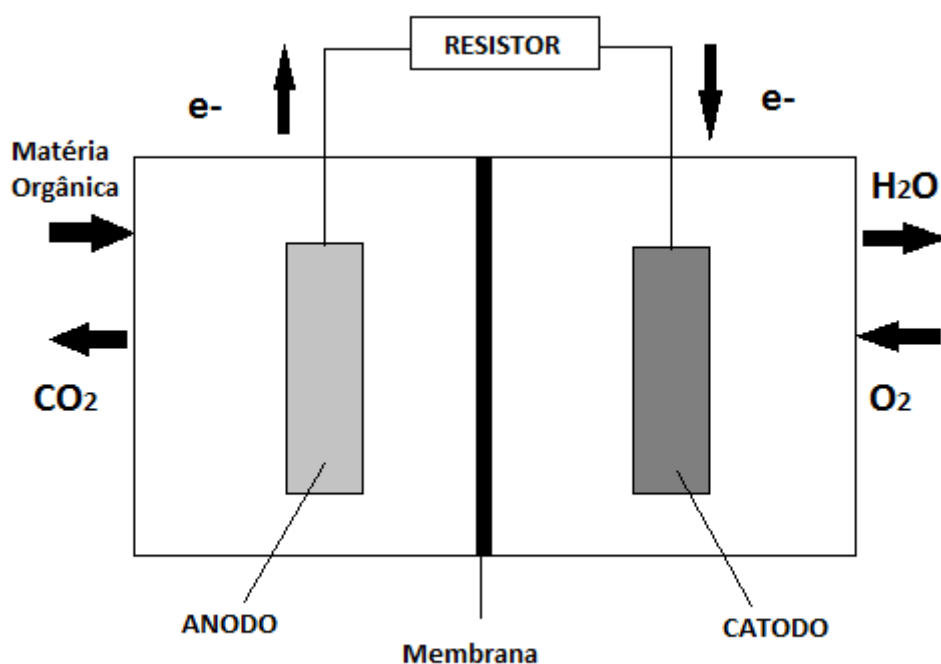 RESISTOR
e-
e-
Matéria
Orgânica
H2O
CO2
O2
ANODO
CATODO
Membrana